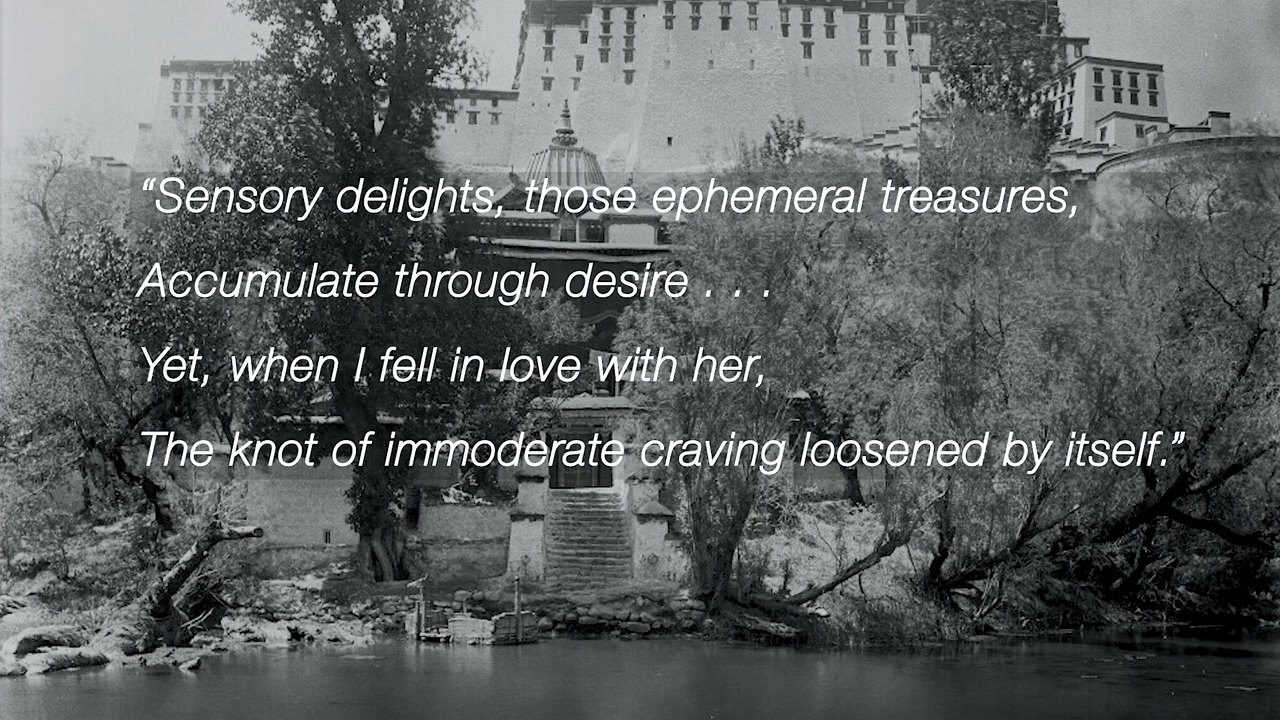 “Sensory delights, those ephemeral treasures,
Accumulate through desire . . .
Yet, when I fell in love with her,
The knot of immoderate craving loosened by itself.”